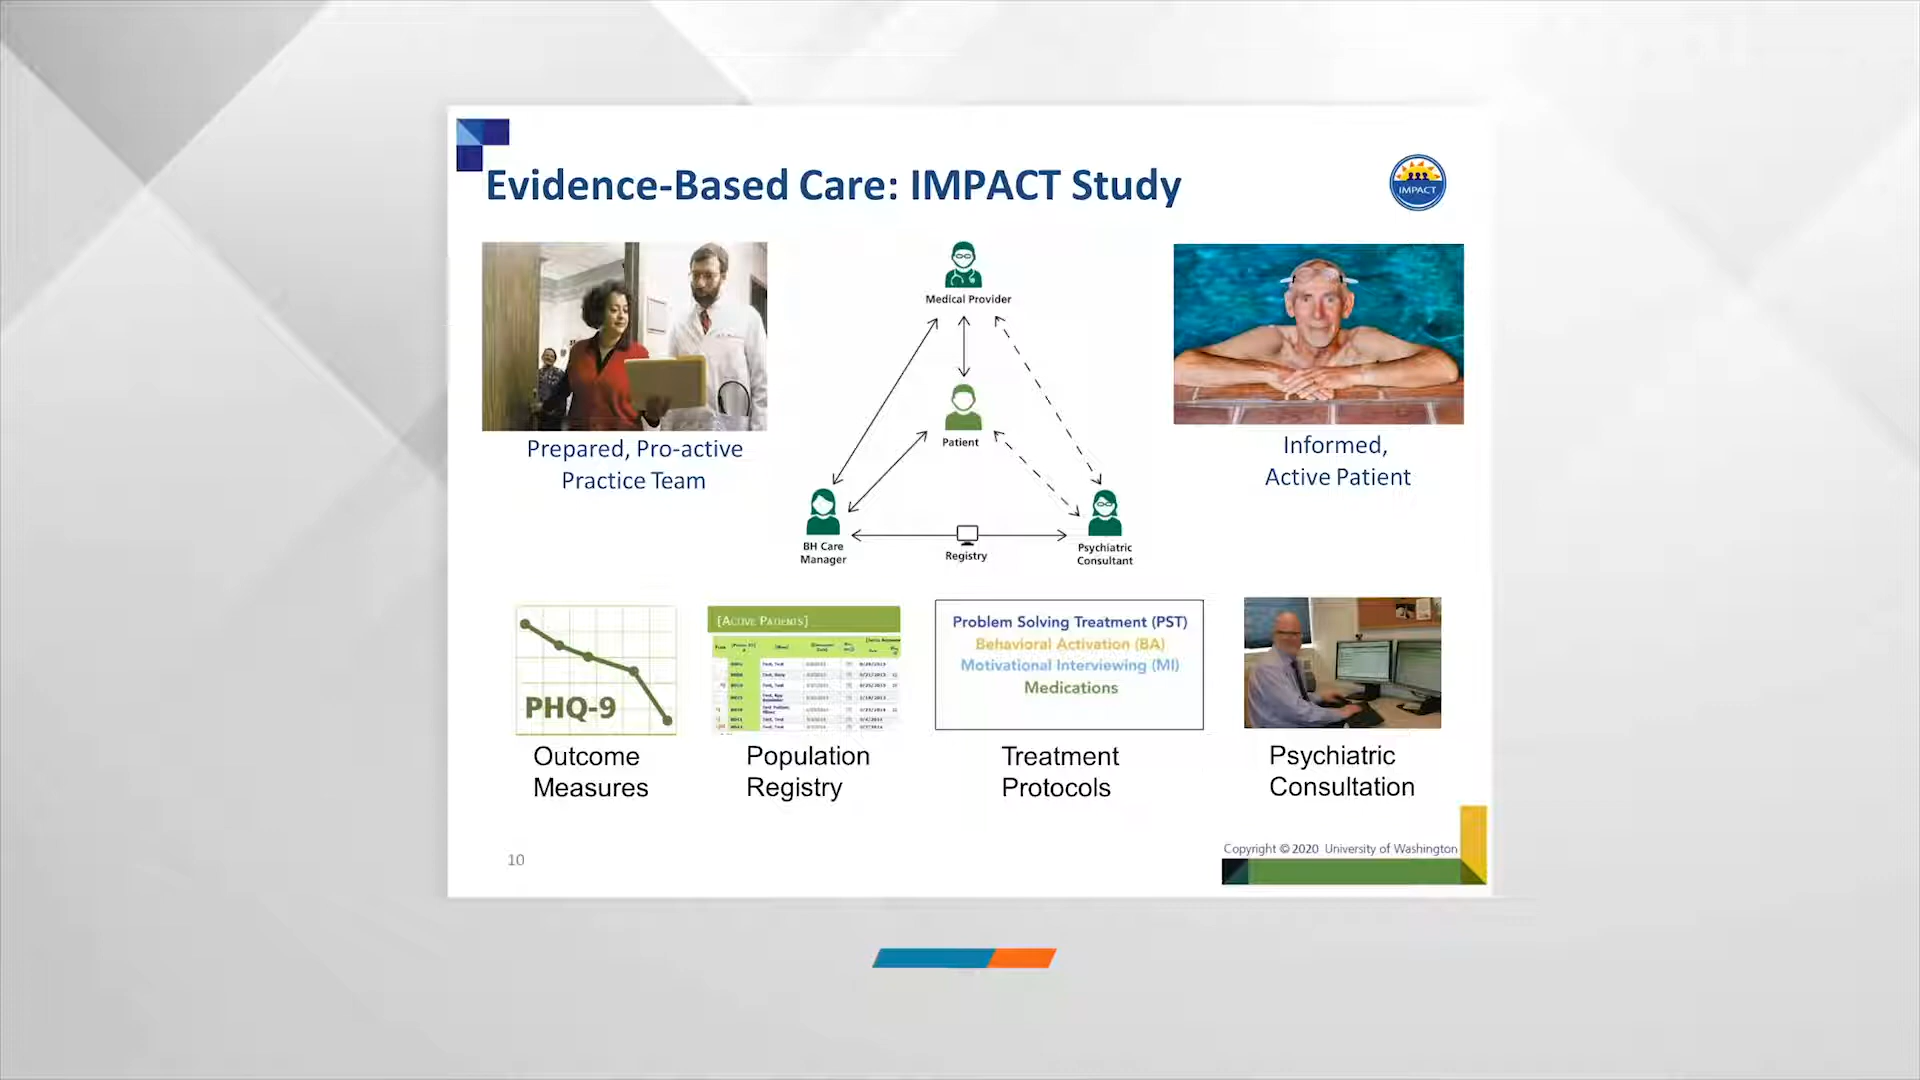 Evidence-Based Care: IMPACT Study
IMPACT
Medical Provider
Prepared, Pro-active
Practice Team
Patient
Informed,
Active Patient
BH Care
Manager
Registry
Psychiatric
Consultant
PHQ-9
[ACTIVE PATIENTS]
Problem Solving Treatment (PST)
Behavioral Activation (BA)
Motivational Interviewing (MI)
Medications
Outcome
Measures
Population
Registry
Treatment
Protocols
Psychiatric
Consultation
10
Copyright © 2020 University of Washington